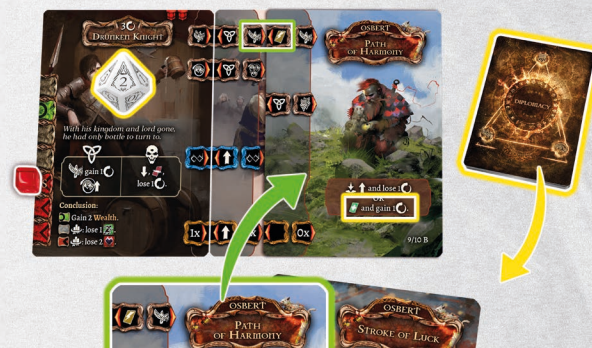 3
DRUNKEN KNIGHT
2
With his kingdom and lord gone,
he had only bottle to turn to.
gain 1
lose 1
Conclusion:
Gain 2 Wealth.
: lose 1
: lose 2
1x
0x
OSBERT
PATH
OF HARMONY
and lose 1
OR
and gain 1
9/10 B
DIPLOMACY
OSBERT
PATH
OF HARMONY
STROKE OF LUCK